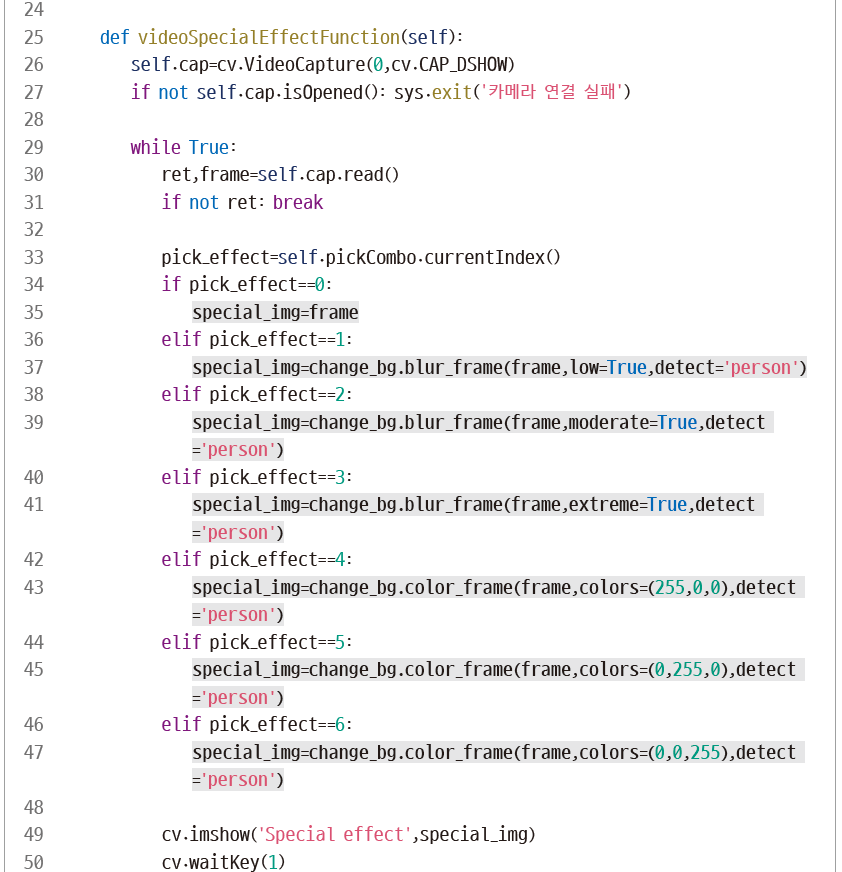 24
25 def videoSpecialEffectFunction(self):
26 self.cap=cv.VideoCapture(0,cv.CAP_DSHOW)
27 if not self.cap.isOpened(): sys.exit('카메라 연결 실패')
28
29 while True:
30 ret,frame=self.cap.read()
31 if not ret: break
32
33 pick_effect=self.pickCombo.currentIndex()
34 if pick_effect==0:
35 special_img=frame
36 elif pick_effect==1:
37 special_img=change_bg.blur_frame(frame,low=True,detect='person')
38 elif pick_effect==2:
39 special_img=change_bg.blur_frame(frame,moderate=True,detect
='person')
40 elif pick_effect==3:
41 special_img=change_bg.blur_frame(frame,extreme=True,detect
='person')
42 elif pick_effect==4:
43 special_img=change_bg.color_frame(frame,colors=(255,0,0),detect
='person')
44 elif pick_effect==5:
45 special_img=change_bg.color_frame(frame,colors=(0,255,0),detect
='person')
46 elif pick_effect==6:
47 special_img=change_bg.color_frame(frame,colors=(0,0,255),detect
='person')
48
49 cv.imshow('Special effect',special_img)
50 cv.waitKey(1)